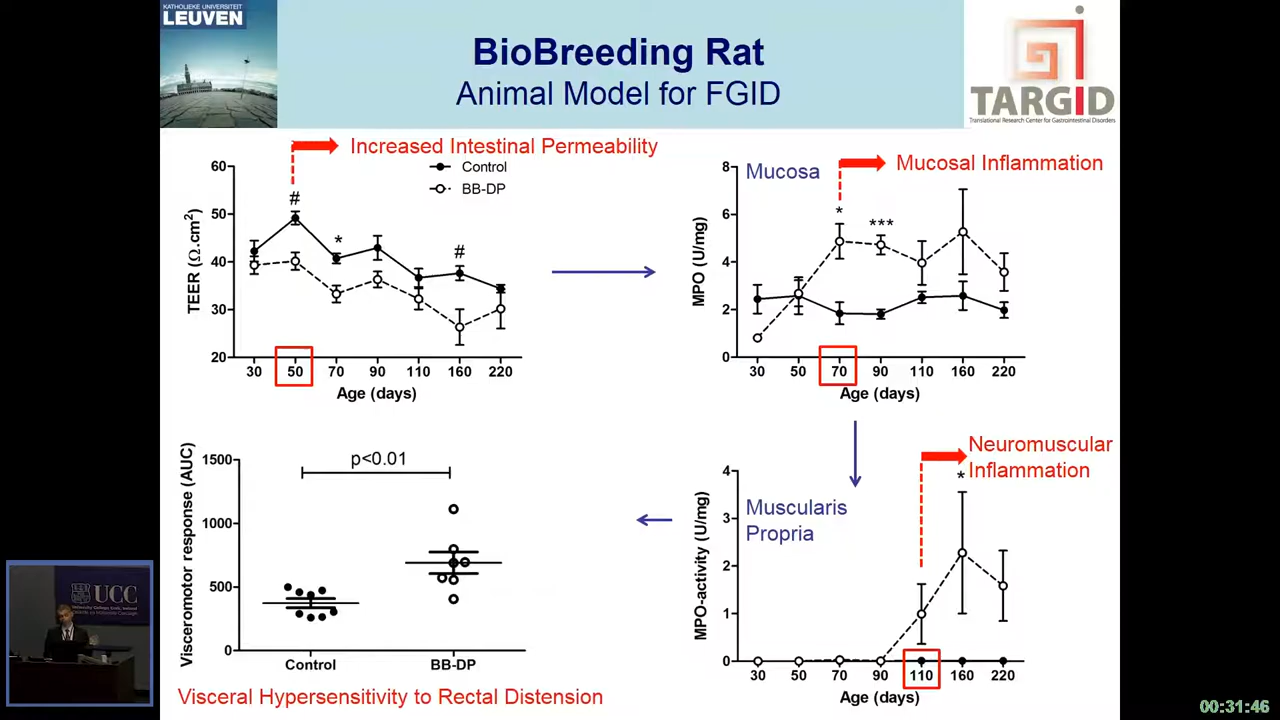 KATHOLIEKE UNIVERSITEIT
LEUVEN
BioBreeding Rat
Animal Model for FGID
TARGID
Translational Research Center for Gastrointestinal Disorders
Increased Intestinal Permeability
Control
BB-DP
60
50
40
30
20
TEER (Ω.cm²)
#
*
#
30 50 70 90 110 160 220
Age (days)
Mucosal Inflammation
Mucosa
8
6
4
2
0
MPO (U/mg)
*
***
30 50 70 90 110 160 220
Age (days)
p<0.01
1500
1000
500
0
Visceromotor response (AUC)
Control BB-DP
Visceral Hypersensitivity to Rectal Distension
Neuromuscular
Inflammation
Muscularis
Propria
4
3
2
1
0
MPO-activity (U/mg)
*
30 50 70 90 110 160 220
Age (days)
UCC
University College Cork, Ireland
00:31:46